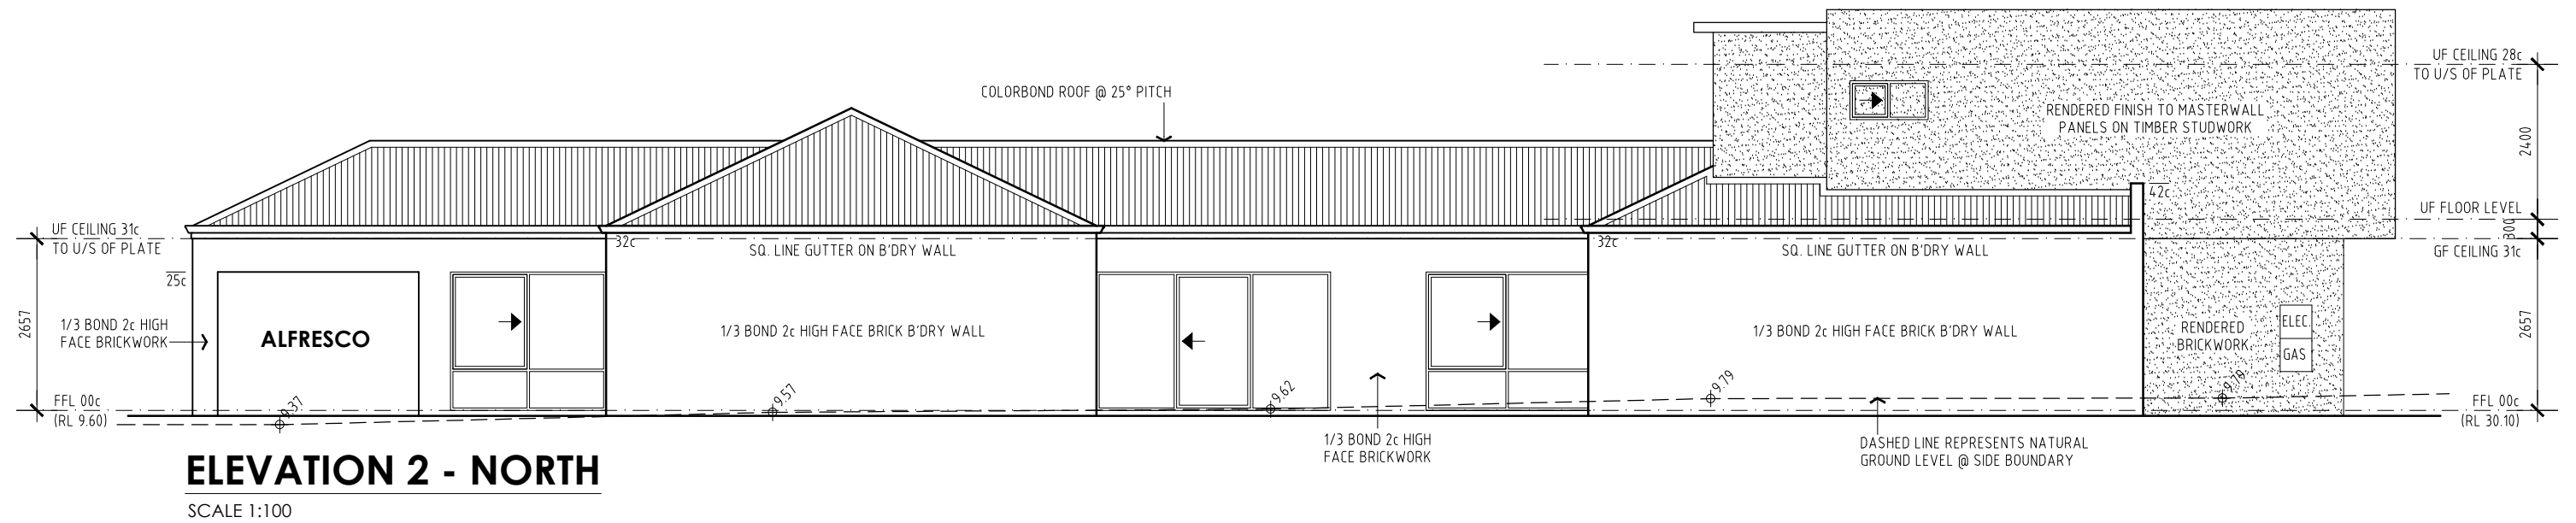 UF CEILING 28c
TO U/S OF PLATE
COLORBOND ROOF @ 25° PITCH
RENDERED FINISH TO MASTERWALL
PANELS ON TIMBER STUDWORK
2400
42c
UF FLOOR LEVEL
300
UF CEILING 31c
TO U/S OF PLATE
32c
SQ. LINE GUTTER ON B'DRY WALL
32c
SQ. LINE GUTTER ON B'DRY WALL
GF CEILING 31c
25c
2657
1/3 BOND 2c HIGH
FACE BRICKWORK
ALFRESCO
1/3 BOND 2c HIGH FACE BRICK B'DRY WALL
1/3 BOND 2c HIGH FACE BRICK B'DRY WALL
RENDERED
BRICKWORK
ELEC.
GAS
2657
FFL 00c
(RL 9.60)
9.37
9.57
9.62
9.79
FFL 00c
(RL 30.10)
1/3 BOND 2c HIGH
FACE BRICKWORK
DASHED LINE REPRESENTS NATURAL
GROUND LEVEL @ SIDE BOUNDARY
ELEVATION 2 - NORTH
SCALE 1:100